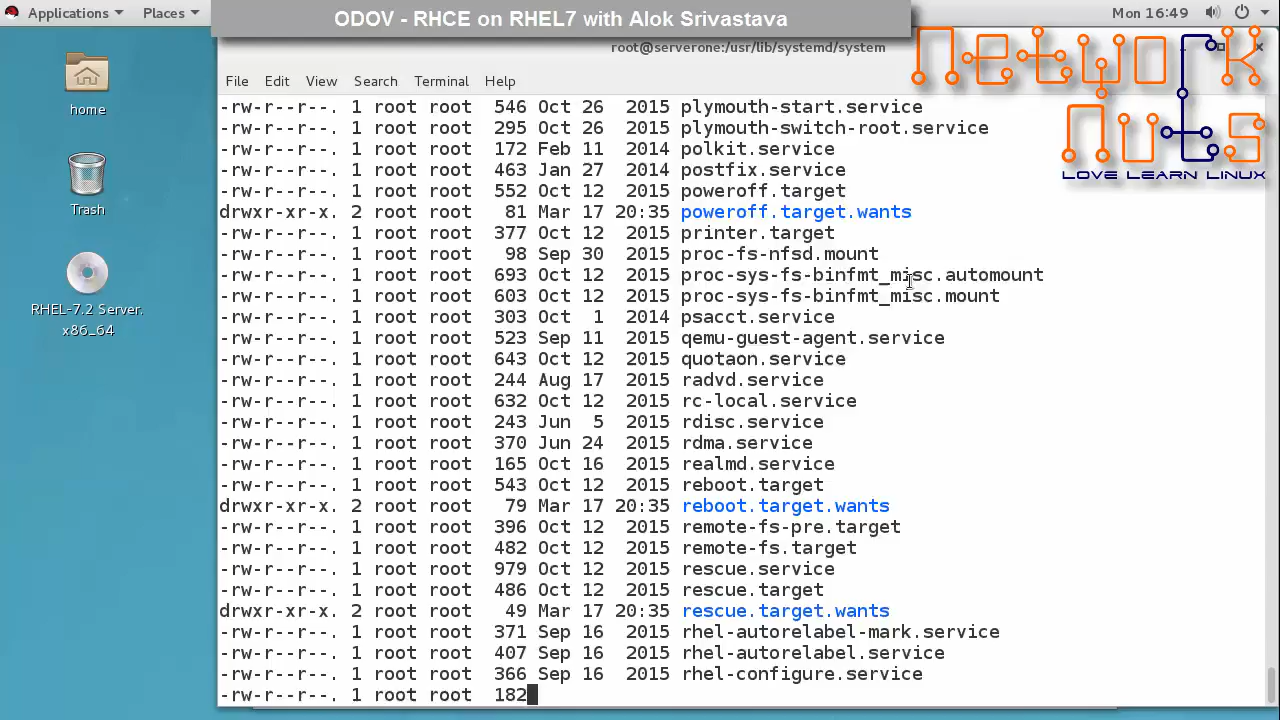 Applications Places
ODOV - RHCE on RHEL7 with Alok Srivastava
Mon 16:49
root@serverone:/usr/lib/systemd/system
NETWORK
NUTS
LOVE LEARN LINUX
File Edit View Search Terminal Help
home
Trash
RHEL-7.2 Server.
x86_64
-rw-r--r--. 1 root root 546 Oct 26 2015 plymouth-start.service
-rw-r--r--. 1 root root 295 Oct 26 2015 plymouth-switch-root.service
-rw-r--r--. 1 root root 172 Feb 11 2014 polkit.service
-rw-r--r--. 1 root root 463 Jan 27 2014 postfix.service
-rw-r--r--. 1 root root 552 Oct 12 2015 poweroff.target
drwxr-xr-x. 2 root root 81 Mar 17 20:35 poweroff.target.wants
-rw-r--r--. 1 root root 377 Oct 12 2015 printer.target
-rw-r--r--. 1 root root 98 Sep 30 2015 proc-fs-nfsd.mount
-rw-r--r--. 1 root root 693 Oct 12 2015 proc-sys-fs-binfmt_misc.automount
-rw-r--r--. 1 root root 603 Oct 12 2015 proc-sys-fs-binfmt_misc.mount
-rw-r--r--. 1 root root 303 Oct 1 2014 psacct.service
-rw-r--r--. 1 root root 523 Sep 11 2015 qemu-guest-agent.service
-rw-r--r--. 1 root root 643 Oct 12 2015 quotaon.service
-rw-r--r--. 1 root root 244 Aug 17 2015 radvd.service
-rw-r--r--. 1 root root 632 Oct 12 2015 rc-local.service
-rw-r--r--. 1 root root 243 Jun 5 2015 rdisc.service
-rw-r--r--. 1 root root 370 Jun 24 2015 rdma.service
-rw-r--r--. 1 root root 165 Oct 16 2015 realmd.service
-rw-r--r--. 1 root root 543 Oct 12 2015 reboot.target
drwxr-xr-x. 2 root root 79 Mar 17 20:35 reboot.target.wants
-rw-r--r--. 1 root root 396 Oct 12 2015 remote-fs-pre.target
-rw-r--r--. 1 root root 482 Oct 12 2015 remote-fs.target
-rw-r--r--. 1 root root 979 Oct 12 2015 rescue.service
-rw-r--r--. 1 root root 486 Oct 12 2015 rescue.target
drwxr-xr-x. 2 root root 49 Mar 17 20:35 rescue.target.wants
-rw-r--r--. 1 root root 371 Sep 16 2015 rhel-autorelabel-mark.service
-rw-r--r--. 1 root root 407 Sep 16 2015 rhel-autorelabel.service
-rw-r--r--. 1 root root 366 Sep 16 2015 rhel-configure.service
-rw-r--r--. 1 root root 182